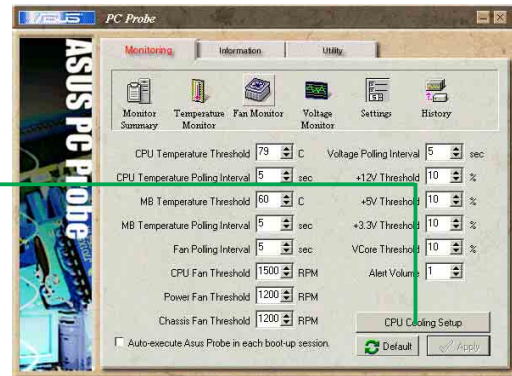 ASUS PC Probe
ASUS PC Probe
Monitoring Information Utility
Monitor Summary
Temperature Monitor
Fan Monitor
Voltage Monitor
Settings
History
CPU Temperature Threshold 79 C
CPU Temperature Polling Interval 5 sec
MB Temperature Threshold 60 C
MB Temperature Polling Interval 5 sec
Fan Polling Interval 5 sec
CPU Fan Threshold 1500 RPM
Power Fan Threshold 1200 RPM
Chassis Fan Threshold 1200 RPM
Auto-execute Asus Probe in each boot-up session.
Voltage Polling Interval 5 sec
+12V Threshold 10 %
+5V Threshold 10 %
+3.3V Threshold 10 %
VCore Threshold 10 %
Alert Volume 1
CPU Cooling Setup
Default Apply